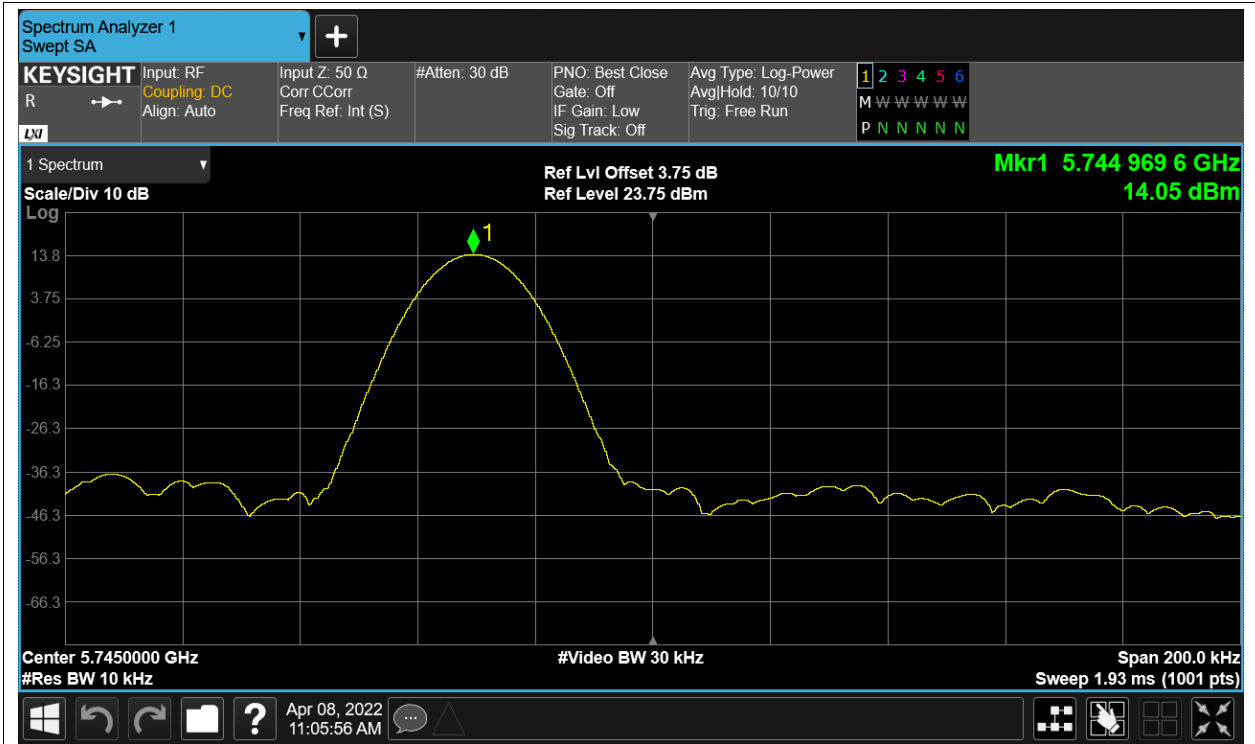 Spectrum Analyzer 1
Swept SA
KEYSIGHT
R
LXI
Input: RF
Coupling: DC
Align: Auto
Input Z: 50 Ω
Corr CCorr
Freq Ref: Int (S)
#Atten: 30 dB
PNO: Best Close
Gate: Off
IF Gain: Low
Sig Track: Off
Avg Type: Log-Power
Avg|Hold: 10/10
Trig: Free Run
1 2 3 4 5 6
M W W W W W
P N N N N N
1 Spectrum
Scale/Div 10 dB
Log
Ref Lvl Offset 3.75 dB
Ref Level 23.75 dBm
Mkr1 5.744 969 6 GHz
14.05 dBm
1
13.8
3.75
-6.25
-16.3
-26.3
-36.3
-46.3
-56.3
-66.3
Center 5.7450000 GHz
#Res BW 10 kHz
#Video BW 30 kHz
Span 200.0 kHz
Sweep 1.93 ms (1001 pts)
?
Apr 08, 2022
11:05:56 AM